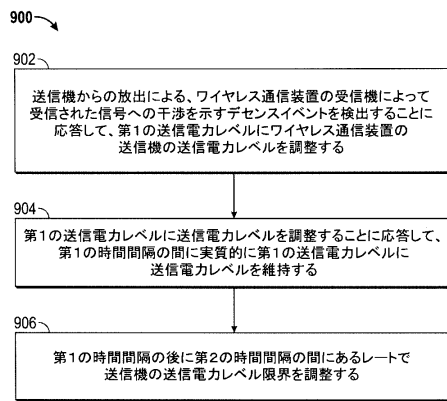 900
902
送信機からの放出による、ワイヤレス通信装置の受信機によって
受信された信号への干渉を示すデセンスイベントを検出することに
応答して、第1の送信電力レベルにワイヤレス通信装置の
送信機の送信電力レベルを調整する
904
第1の送信電力レベルに送信電力レベルを調整することに応答して、
第1の時間間隔の間に実質的に第1の送信電力レベルに
送信電力レベルを維持する
906
第1の時間間隔の後に第2の時間間隔の間にあるレートで
送信機の送信電力レベル限界を調整する